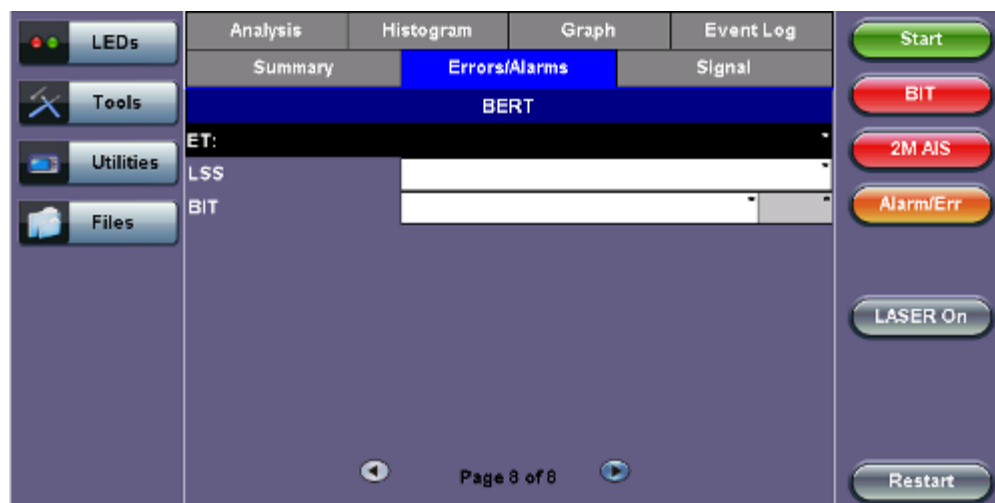 LEDs
Tools
Utilities
Files
Analysis Histogram Graph Event Log
Summary Errors/Alarms Signal
BERT
ET:
LSS
BIT
Page 8 of 8
Start
BIT
2M AIS
Alarm/Err
LASER On
Restart